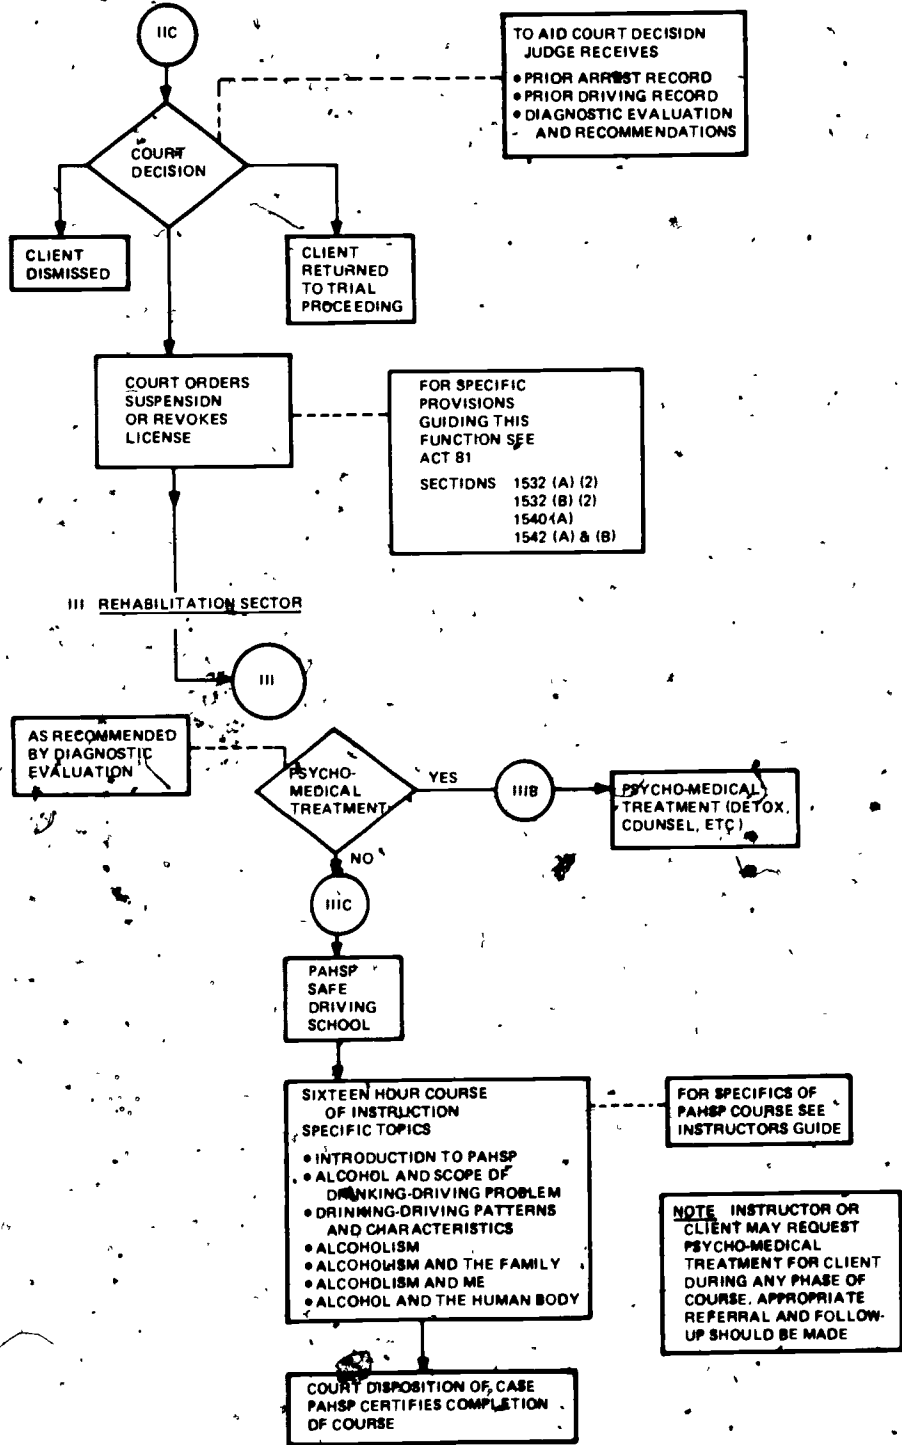 IIC
TO AID COURT DECISION
JUDGE RECEIVES
• PRIOR ARREST RECORD
• PRIOR DRIVING RECORD
• DIAGNOSTIC EVALUATION
AND RECOMMENDATIONS
COURT
DECISION
CLIENT
DISMISSED
CLIENT
RETURNED
TO TRIAL
PROCEEDING
COURT ORDERS
SUSPENSION
OR REVOKES
LICENSE
FOR SPECIFIC
PROVISIONS
GUIDING THIS
FUNCTION SEE
ACT 81
SECTIONS 1532 (A) (2)
1532 (B) (2)
1540 (A)
1542 (A) & (B)
III REHABILITATION SECTOR
III
AS RECOMMENDED
BY DIAGNOSTIC
EVALUATION
PSYCHO-
MEDICAL
TREATMENT
YES
IIIB
PSYCHO-MEDICAL
TREATMENT (DETOX,
COUNSEL, ETC)
NO
IIIC
PAHSP
SAFE
DRIVING
SCHOOL
SIXTEEN HOUR COURSE
OF INSTRUCTION
SPECIFIC TOPICS
• INTRODUCTION TO PAHSP
• ALCOHOL AND SCOPE OF
DRINKING-DRIVING PROBLEM
• DRINKING-DRIVING PATTERNS
AND CHARACTERISTICS
• ALCOHOLISM
• ALCOHOLISM AND THE FAMILY
• ALCOHOLISM AND ME
• ALCOHOL AND THE HUMAN BODY
FOR SPECIFICS OF
PAHSP COURSE SEE
INSTRUCTORS GUIDE
NOTE INSTRUCTOR OR
CLIENT MAY REQUEST
PSYCHO-MEDICAL
TREATMENT FOR CLIENT
DURING ANY PHASE OF
COURSE. APPROPRIATE
REFERRAL AND FOLLOW-
UP SHOULD BE MADE
COURT DISPOSITION OF CASE
PAHSP CERTIFIES COMPLETION
OF COURSE